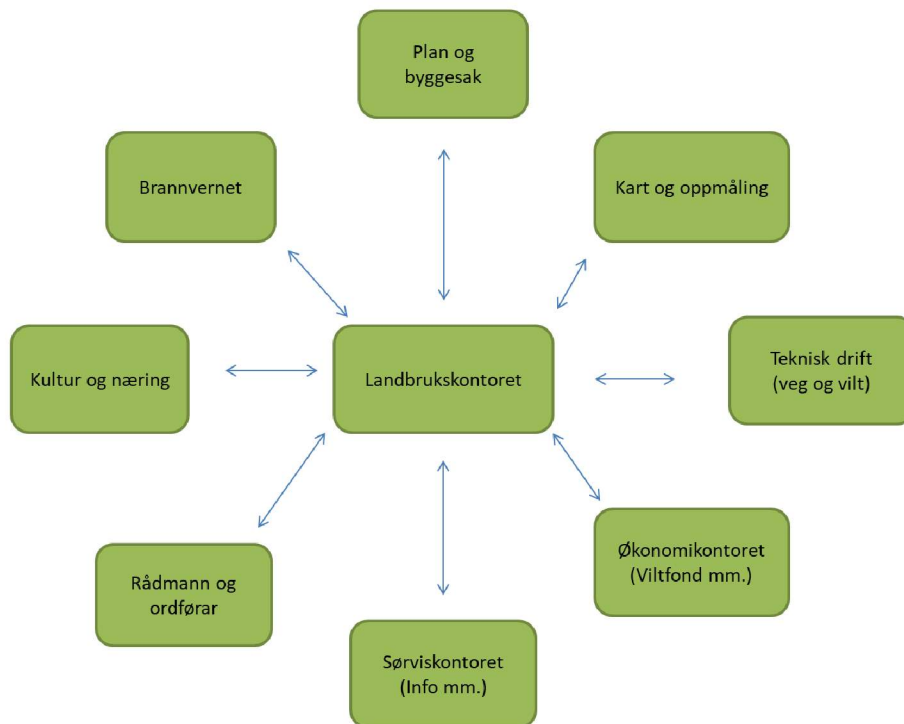 Plan og
byggesak
Brannvernet
Kart og oppmåling
Kultur og næring
Landbrukskontoret
Teknisk drift
(veg og vilt)
Rådmann og
ordførar
Økonomikontoret
(Viltfond mm.)
Sørviskontoret
(Info mm.)